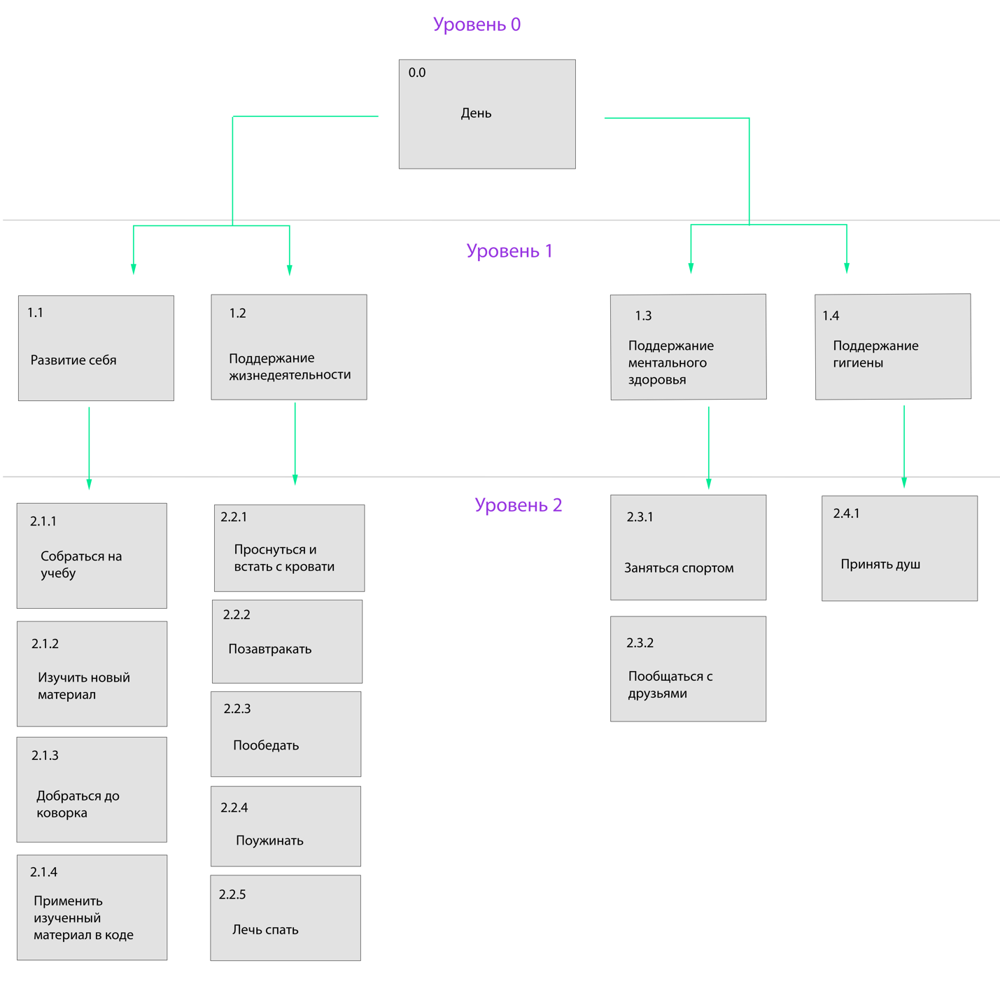 Уровень 0
0.0
День
Уровень 1
1.1
Развитие себя
1.2
Поддержание
жизнедеятельности
1.3
Поддержание
ментального
здоровья
1.4
Поддержание
гигиены
Уровень 2
2.1.1
Собраться на
учебу
2.1.2
Изучить новый
материал
2.1.3
Добраться до
коворка
2.1.4
Применить
изученный
материал в коде
2.2.1
Проснуться и
встать с кровати
2.2.2
Позавтракать
2.2.3
Пообедать
2.2.4
Поужинать
2.2.5
Лечь спать
2.3.1
Заняться спортом
2.3.2
Пообщаться с
друзьями
2.4.1
Принять душ